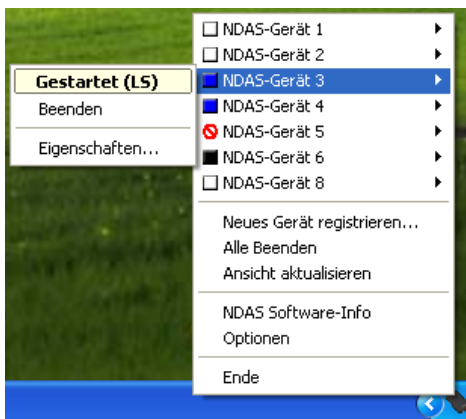 NDAS-Gerät 1
NDAS-Gerät 2
NDAS-Gerät 3
NDAS-Gerät 4
NDAS-Gerät 5
NDAS-Gerät 6
NDAS-Gerät 8
Neues Gerät registrieren...
Alle Beenden
Ansicht aktualisieren
NDAS Software-Info
Optionen
Ende
Gestartet (LS)
Beenden
Eigenschaften...